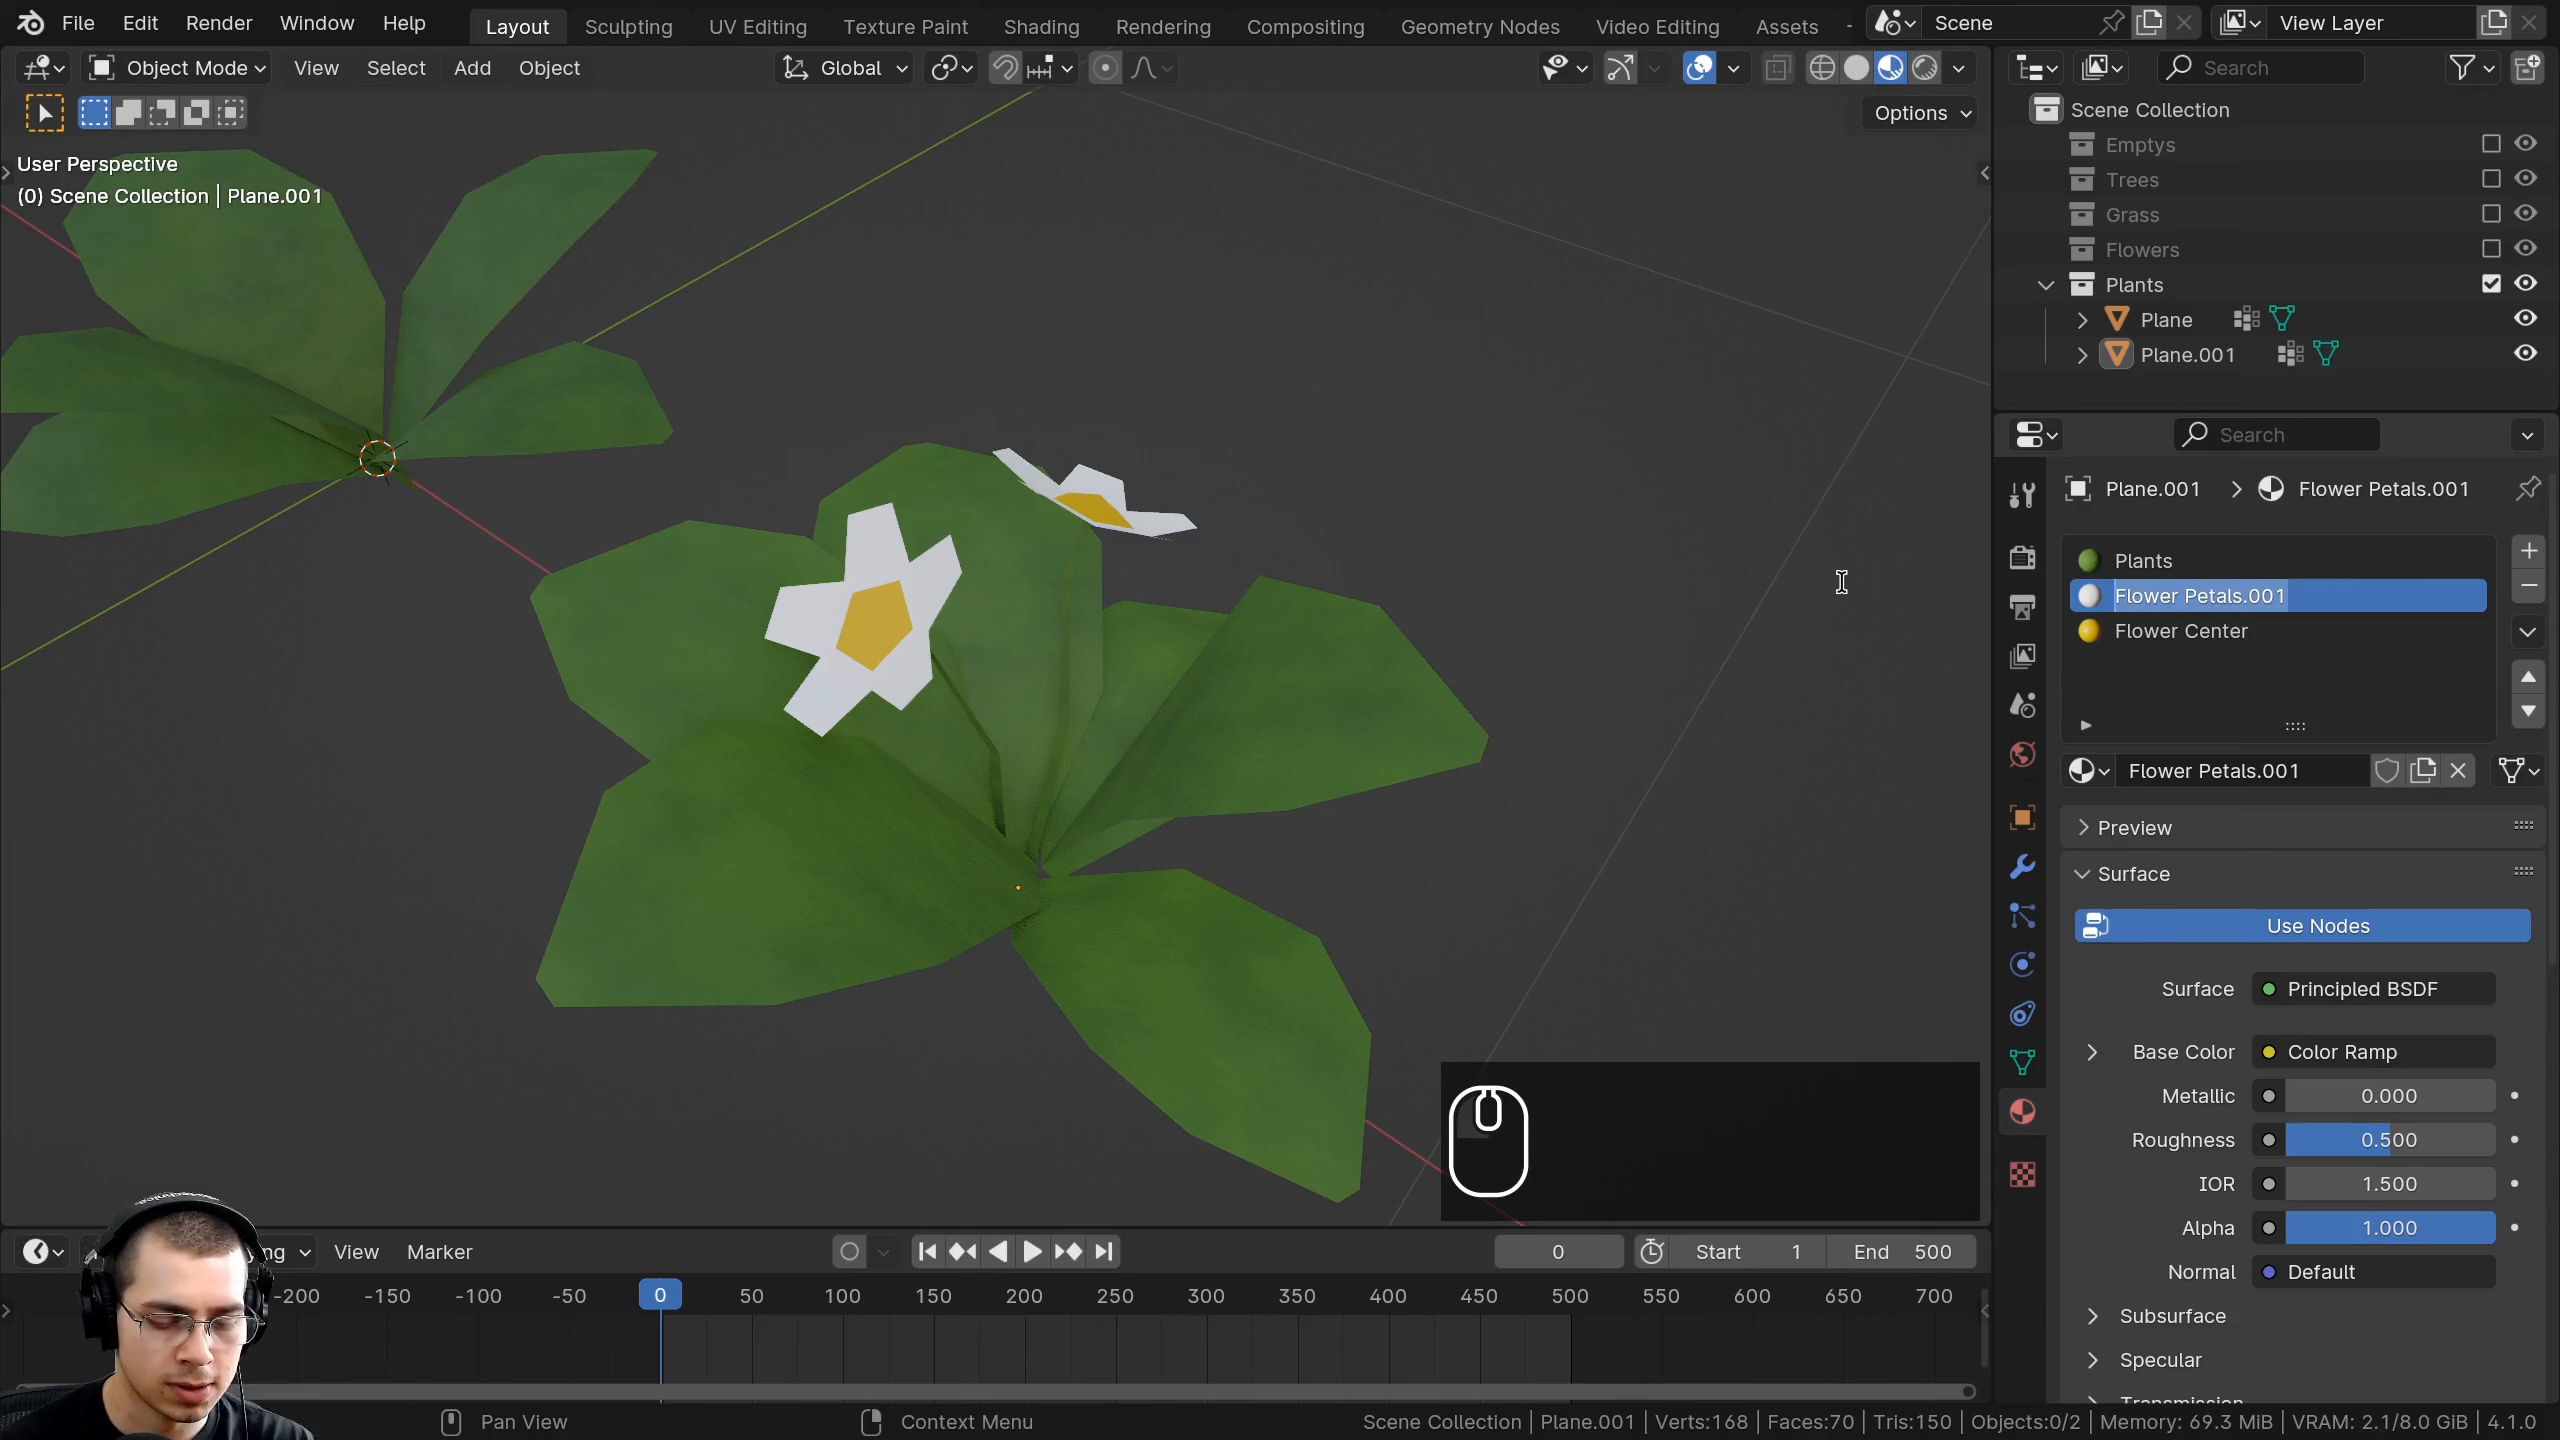 File Edit Render Window Help Layout Sculpting UV Editing Texture Paint Shading Rendering Compositing Geometry Nodes Video Editing Assets Scene View Layer
Object Mode View Select Add Object Global Search
Options
User Perspective
(0) Scene Collection | Plane.001
Scene Collection
Emptys
Trees
Grass
Flowers
Plants
Plane
Plane.001
Search
Plane.001 > Flower Petals.001
Plants
Flower Petals.001
Flower Center
Flower Petals.001
Preview
Surface
Use Nodes
Surface Principled BSDF
Base Color Color Ramp
Metallic 0.000
Roughness 0.500
IOR 1.500
Alpha 1.000
Normal Default
Subsurface
Specular
View Marker 0 Start 1 End 500
-200 -150 -100 -50 0 50 100 150 200 250 300 350 400 450 500 550 600 650 700
Pan View Context Menu Scene Collection | Plane.001 | Verts:168 | Faces:70 | Tris:150 | Objects:0/2 | Memory: 69.3 MiB | VRAM: 2.1/8.0 GiB | 4.1.0